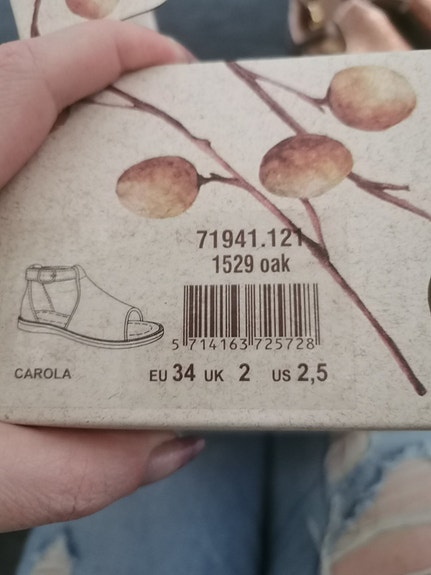 71941.121
1529 oak
5 714163 725728
CAROLA
EU 34 UK 2 US 2,5